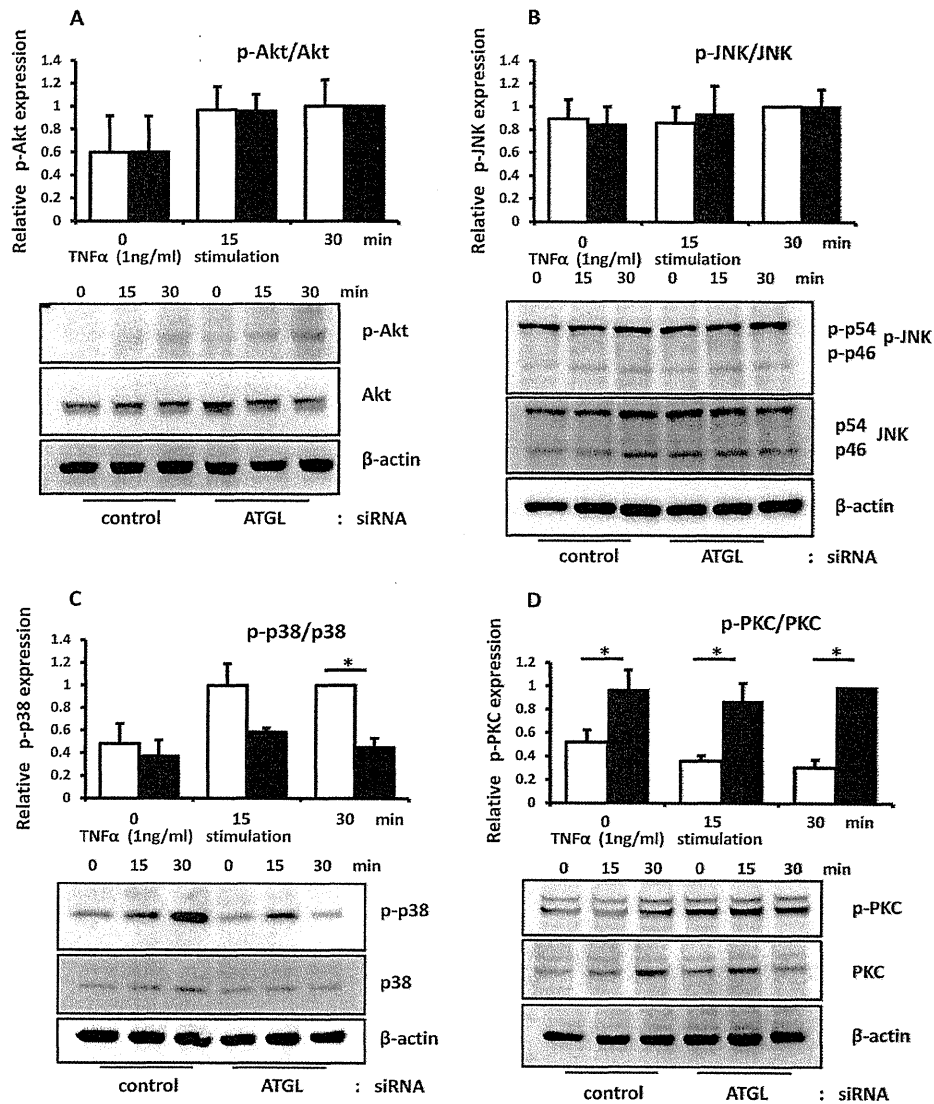 A
p-Akt/Akt
Relative p-Akt expression
1.4
1.2
1
0.8
0.6
0.4
0.2
0
0 15 30 min
TNFα (1ng/ml) stimulation
0 15 30 0 15 30 min
p-Akt
Akt
β-actin
control ATGL : siRNA
B
p-JNK/JNK
Relative p-JNK expression
1.4
1.2
1
0.8
0.6
0.4
0.2
0
0 15 30 min
TNFα (1ng/ml) stimulation
0 15 30 0 15 30 min
p-p54
p-p46
p-JNK
p54
p46
JNK
β-actin
control ATGL : siRNA
C
p-p38/p38
Relative p-p38 expression
1.4
1.2
1
0.8
0.6
0.4
0.2
0
*
0 15 30 min
TNFα (1ng/ml) stimulation
0 15 30 0 15 30 min
p-p38
p38
β-actin
control ATGL : siRNA
D
p-PKC/PKC
Relative p-PKC expression
1.2
1
0.8
0.6
0.4
0.2
0
* * *
0 15 30 min
TNFα (1ng/ml) stimulation
0 15 30 0 15 30 min
p-PKC
PKC
β-actin
control ATGL : siRNA